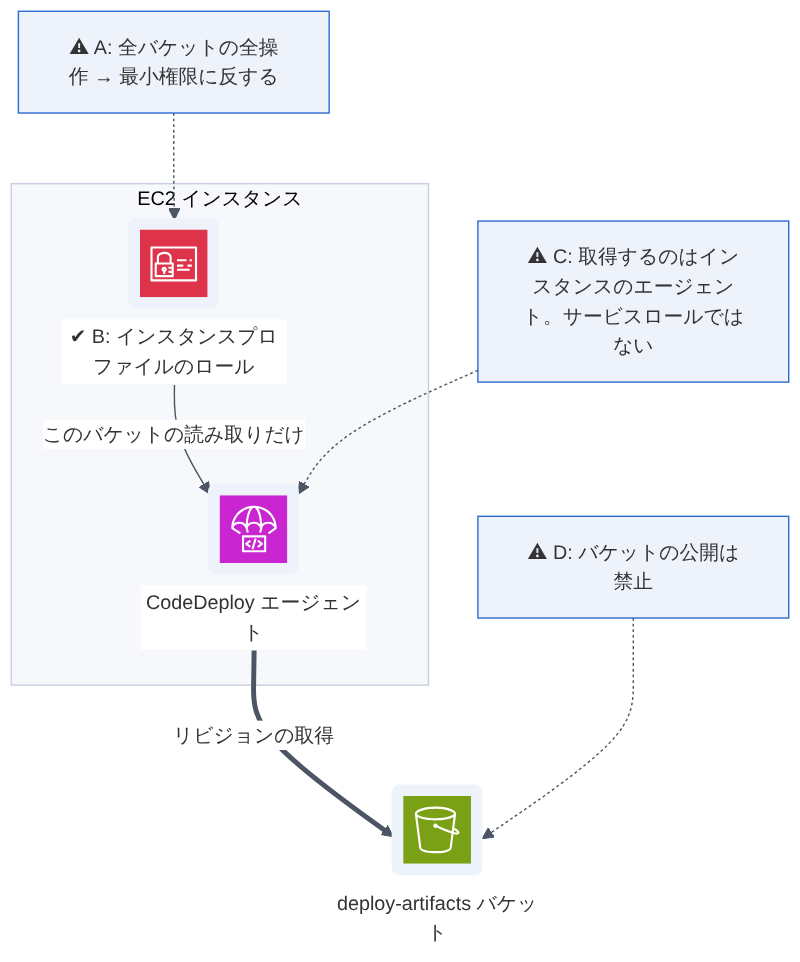 ⚠ A: 全バケットの全操
作 → 最小権限に反する
EC2 インスタンス
✔ B: インスタンスプロ
ファイルのロール
⚠ C: 取得するのはイン
スタンスのエージェン
ト。サービスロールでは
ない
このバケットの読み取りだけ
CodeDeploy エージェン
ト
⚠ D: バケットの公開は
禁止
リビジョンの取得
deploy-artifacts バケッ
ト